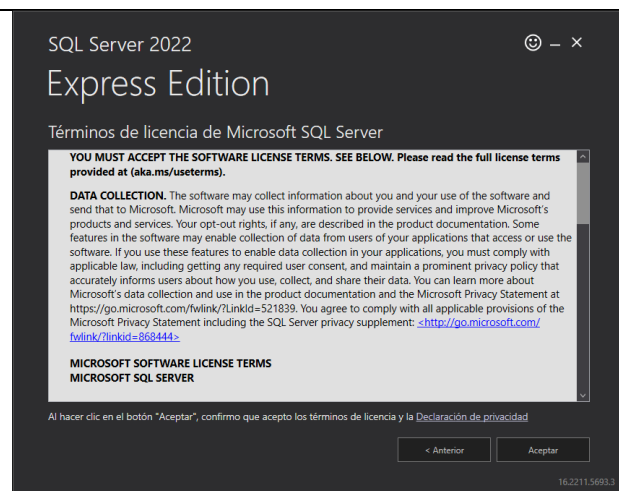 SQL Server 2022
Express Edition
Términos de licencia de Microsoft SQL Server
YOU MUST ACCEPT THE SOFTWARE LICENSE TERMS. SEE BELOW. Please read the full license terms
provided at (aka.ms/useterms).
DATA COLLECTION. The software may collect information about you and your use of the software and
send that to Microsoft. Microsoft may use this information to provide services and improve Microsoft's
products and services. Your opt-out rights, if any, are described in the product documentation. Some
features in the software may enable collection of data from users of your applications that access or use the
software. If you use these features to enable data collection in your applications, you must comply with
applicable law, including getting any required user consent, and maintain a prominent privacy policy that
accurately informs users about how you use, collect, and share their data. You can learn more about
Microsoft's data collection and use in the product documentation and the Microsoft Privacy Statement at
https://go.microsoft.com/fwlink/?LinkId=521839. You agree to comply with all applicable provisions of the
Microsoft Privacy Statement including the SQL Server privacy supplement: <http://go.microsoft.com/
fwlink/?linkid=868444>
MICROSOFT SOFTWARE LICENSE TERMS
MICROSOFT SQL SERVER
Al hacer clic en el botón "Aceptar", confirmo que acepto los términos de licencia y la Declaración de privacidad
< Anterior
Aceptar
16.2211.5693.3